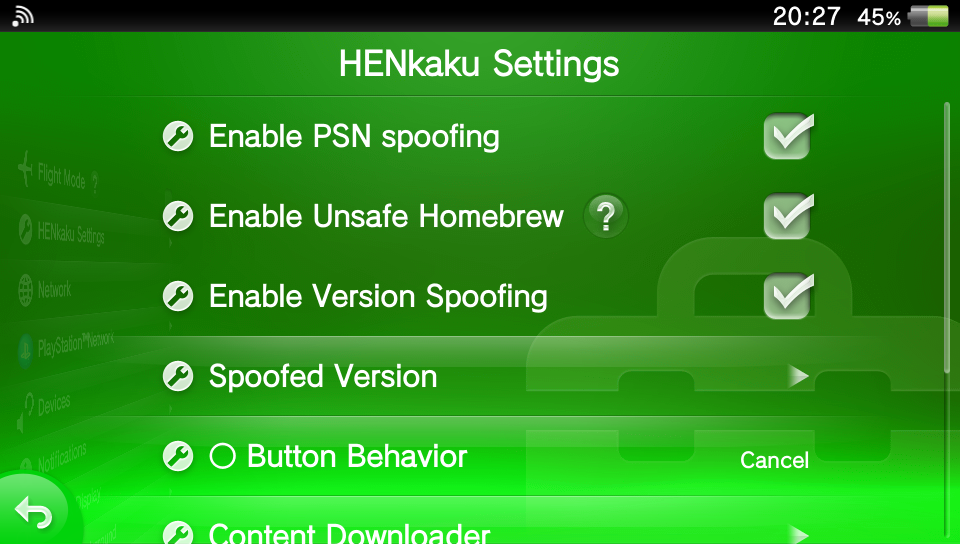 20:27 45%
HENkaku Settings
Enable PSN spoofing
Enable Unsafe Homebrew ?
Enable Version Spoofing
Spoofed Version
○ Button Behavior Cancel
Content Downloader
Flight Mode ?
HENkaku Settings
Network
PlayStation™Network
Devices
Notifications